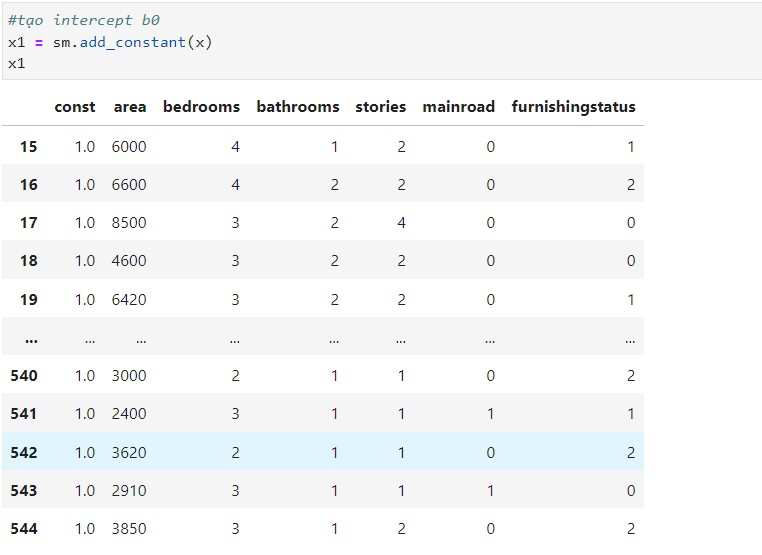 #tạo intercept b0
x1 = sm.add_constant(x)
x1
const area bedrooms bathrooms stories mainroad furnishingstatus
15 1.0 6000 4 1 2 0 1
16 1.0 6600 4 2 2 0 2
17 1.0 8500 3 2 4 0 0
18 1.0 4600 3 2 2 0 0
19 1.0 6420 3 2 2 0 1
... ... ... ... ... ... ... ...
540 1.0 3000 2 1 1 0 2
541 1.0 2400 3 1 1 1 1
542 1.0 3620 2 1 1 0 2
543 1.0 2910 3 1 1 1 0
544 1.0 3850 3 1 2 0 2